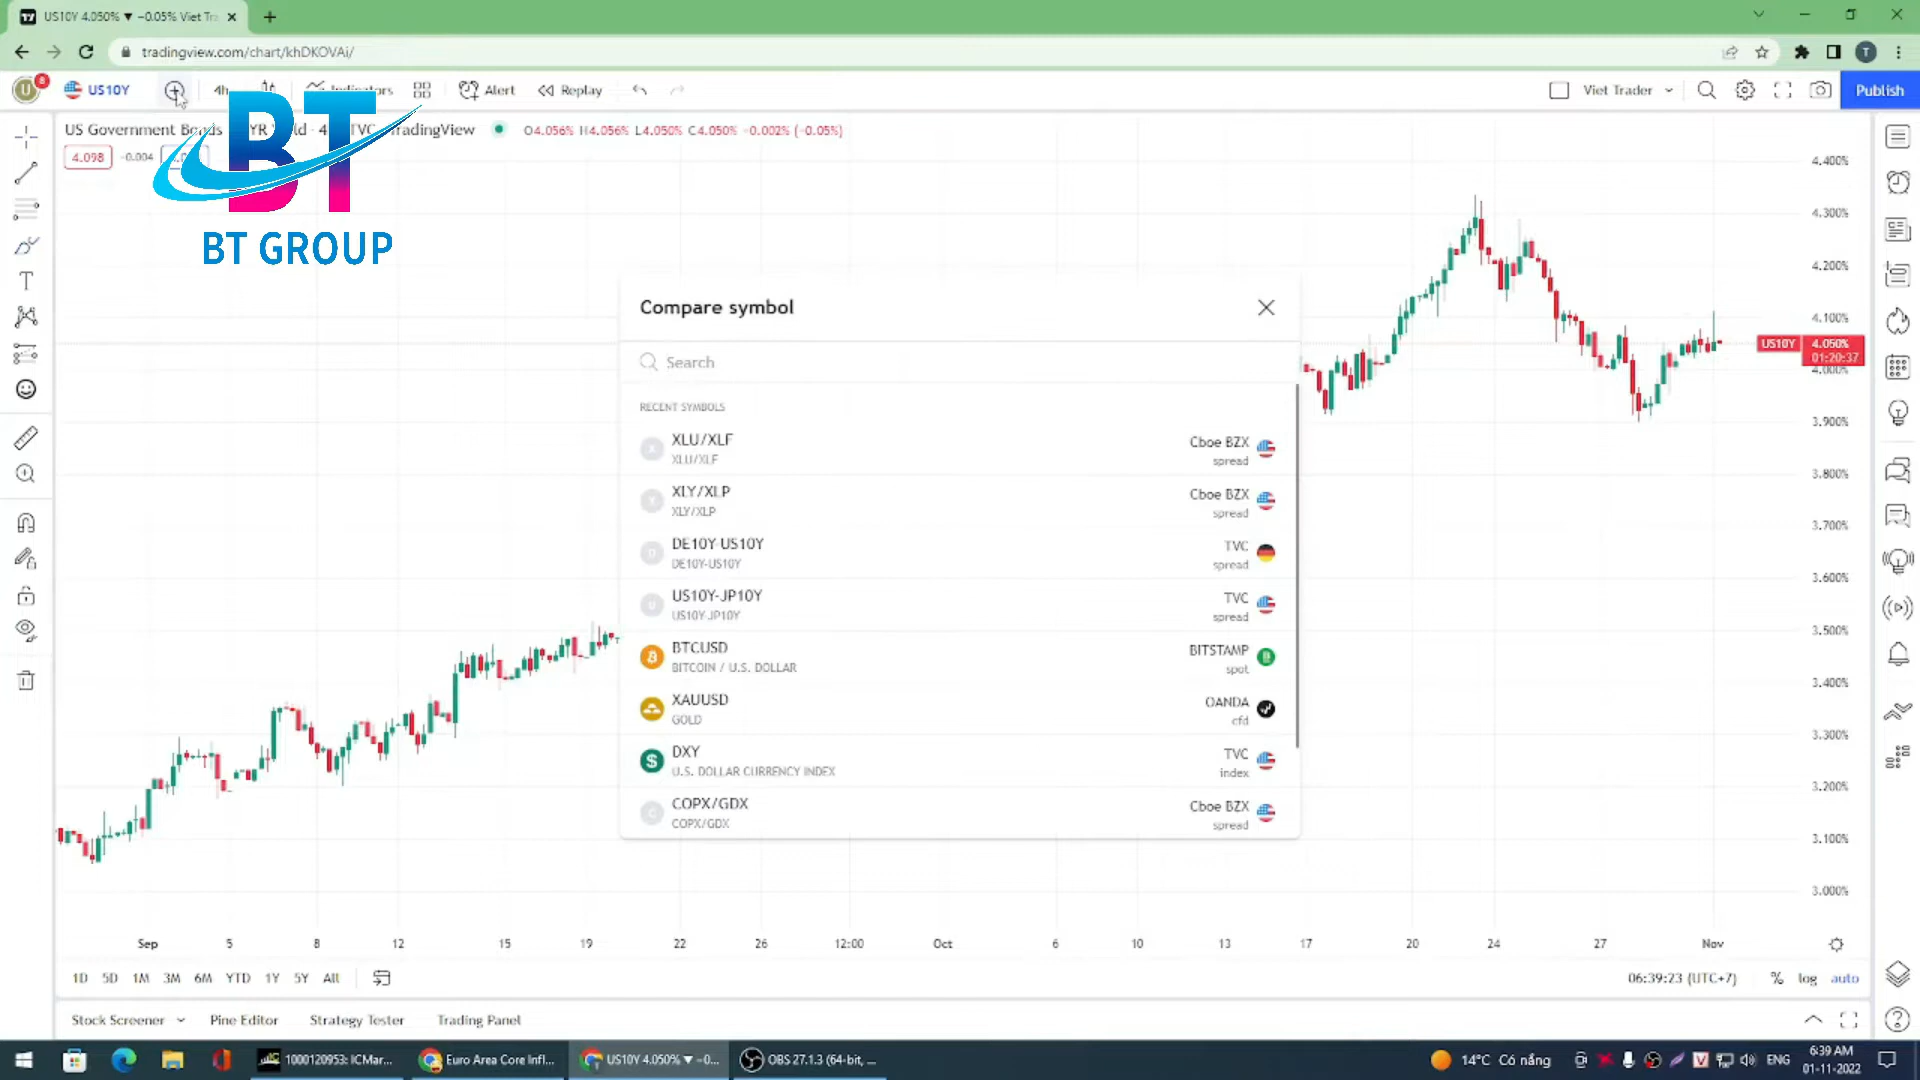 US10Y 4.050% ▼ −0.05% Viet Tra
tradingview.com/chart/khDKOVAi/
T
U
8
US10Y
4h
Indicators
Alert
Replay
Viet Trader
Publish
US Government Bonds
TVC
TradingView
O4.056% H4.056% L4.050% C4.050% −0.002% (−0.05%)
4.098
-0.004
BT
BT GROUP
4.400%
4.300%
4.200%
4.100%
US10Y 4.050%
01:20:37
4.000%
3.900%
3.800%
3.700%
3.600%
3.500%
3.400%
3.300%
3.200%
3.100%
3.000%
Compare symbol
Search
RECENT SYMBOLS
XLU/XLF
XLU/XLF
Cboe BZX
spread
XLY/XLP
XLY/XLP
Cboe BZX
spread
DE10Y-US10Y
DE10Y-US10Y
TVC
spread
US10Y-JP10Y
US10Y-JP10Y
TVC
spread
BTCUSD
BITCOIN / U.S. DOLLAR
BITSTAMP
spot
XAUUSD
GOLD
OANDA
cfd
DXY
U.S. DOLLAR CURRENCY INDEX
TVC
index
COPX/GDX
COPX/GDX
Cboe BZX
spread
Sep 5 8 12 15 19 22 26 12:00 Oct 6 10 13 17 20 24 27 Nov
1D 5D 1M 3M 6M YTD 1Y 5Y All
06:39:23 (UTC+7) % log auto
Stock Screener Pine Editor Strategy Tester Trading Panel
1000120953: ICMar...
Euro Area Core Infl...
US10Y 4.050% ▼ −0...
OBS 27.1.3 (64-bit, ...
14°C Có nắng
ENG
6:39 AM
01-11-2022